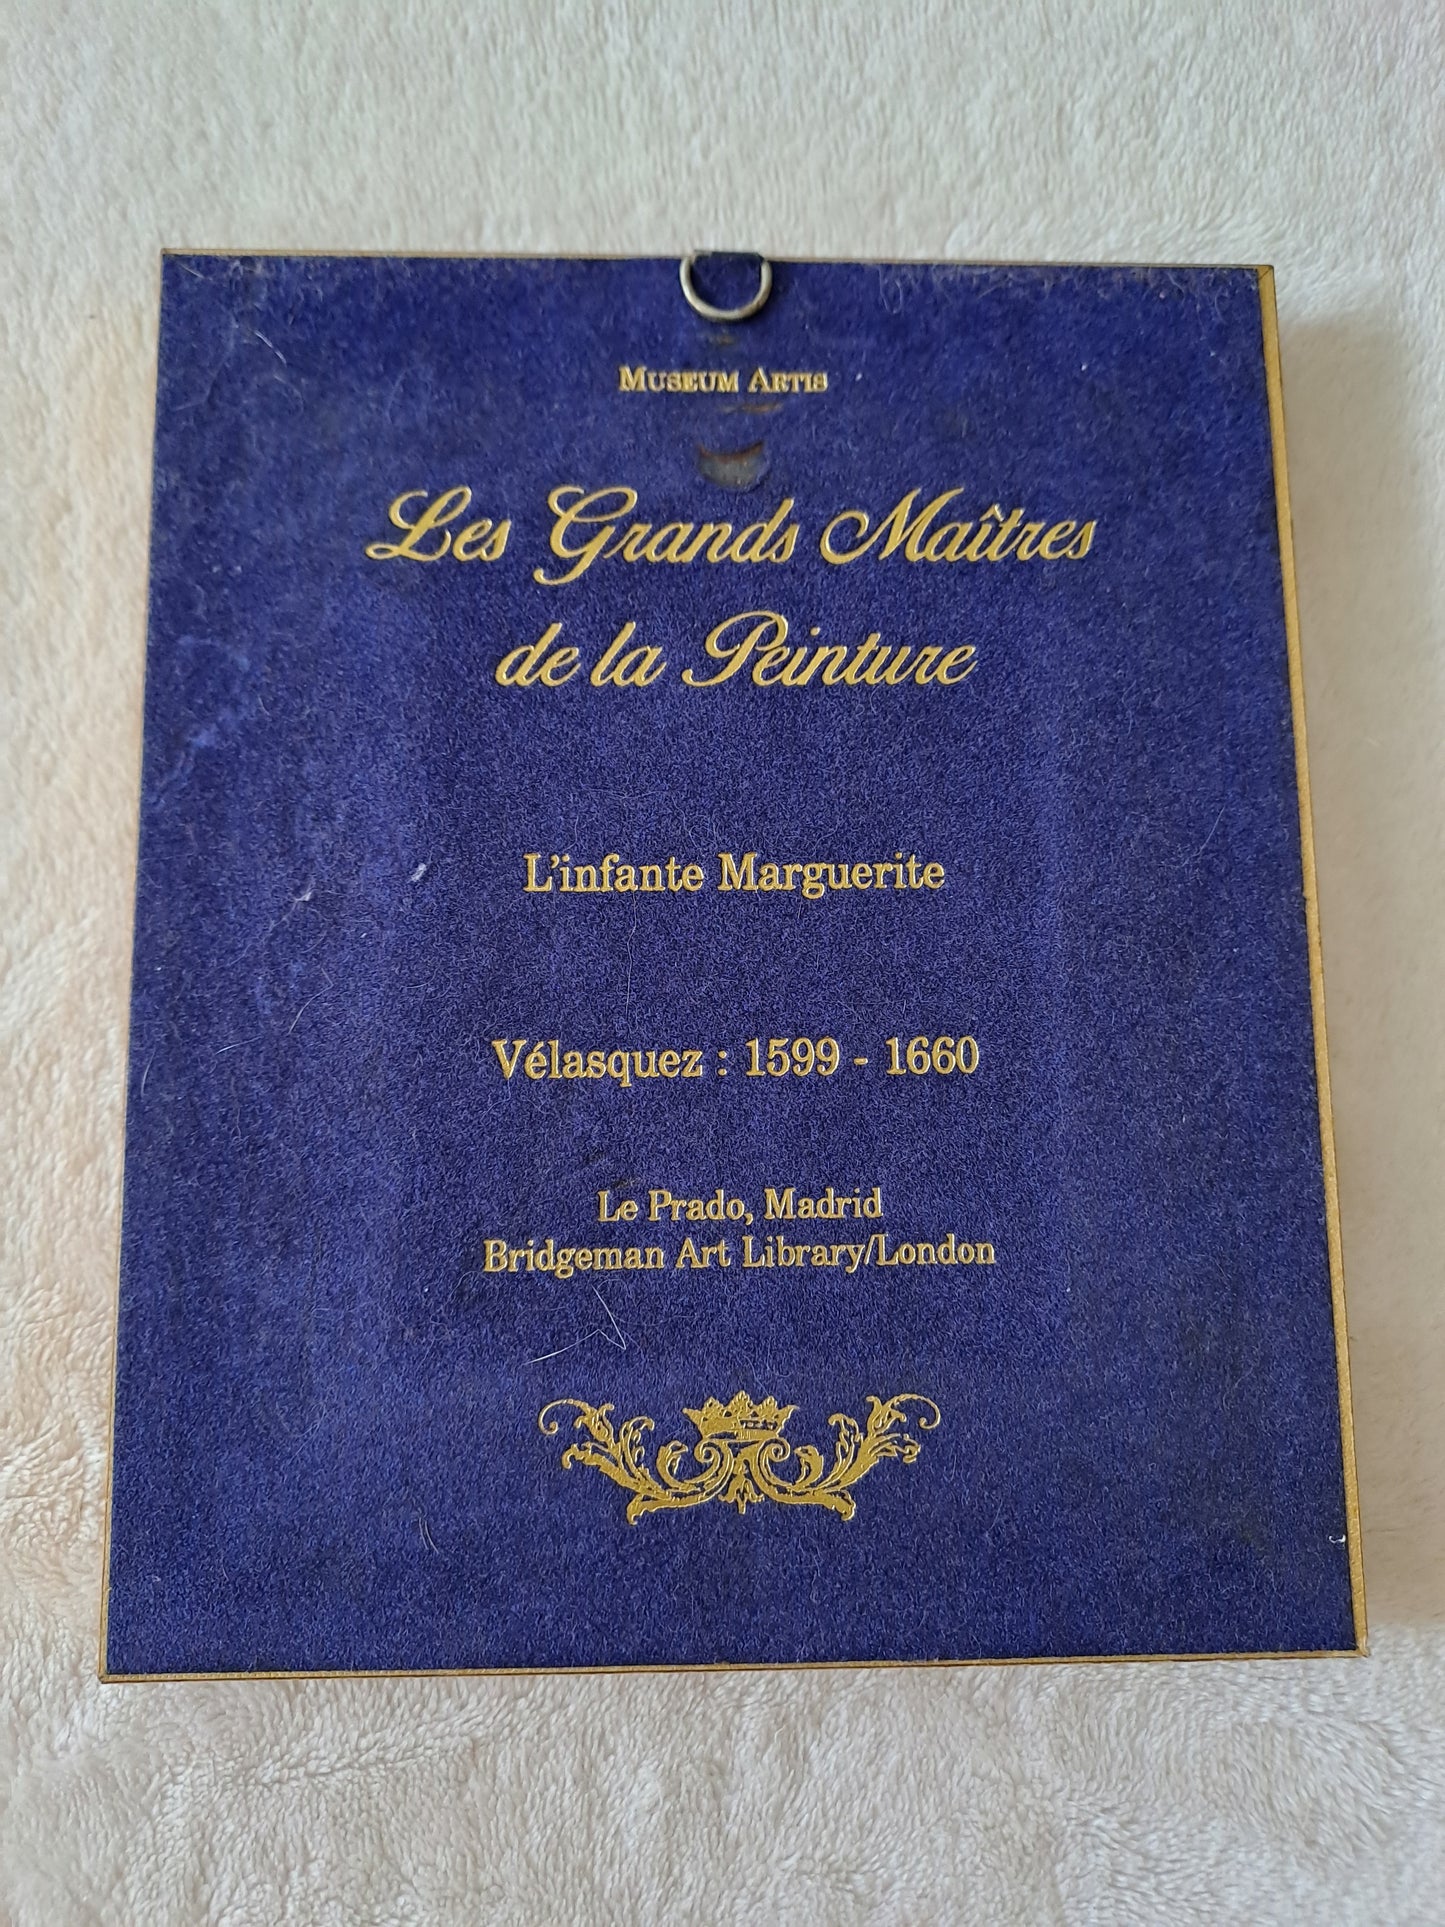 Museum Artis
Les Grands Maîtres
de la Peinture
L'infante Marguerite
Vélasquez : 1599 - 1660
Le Prado, Madrid
Bridgeman Art Library/London